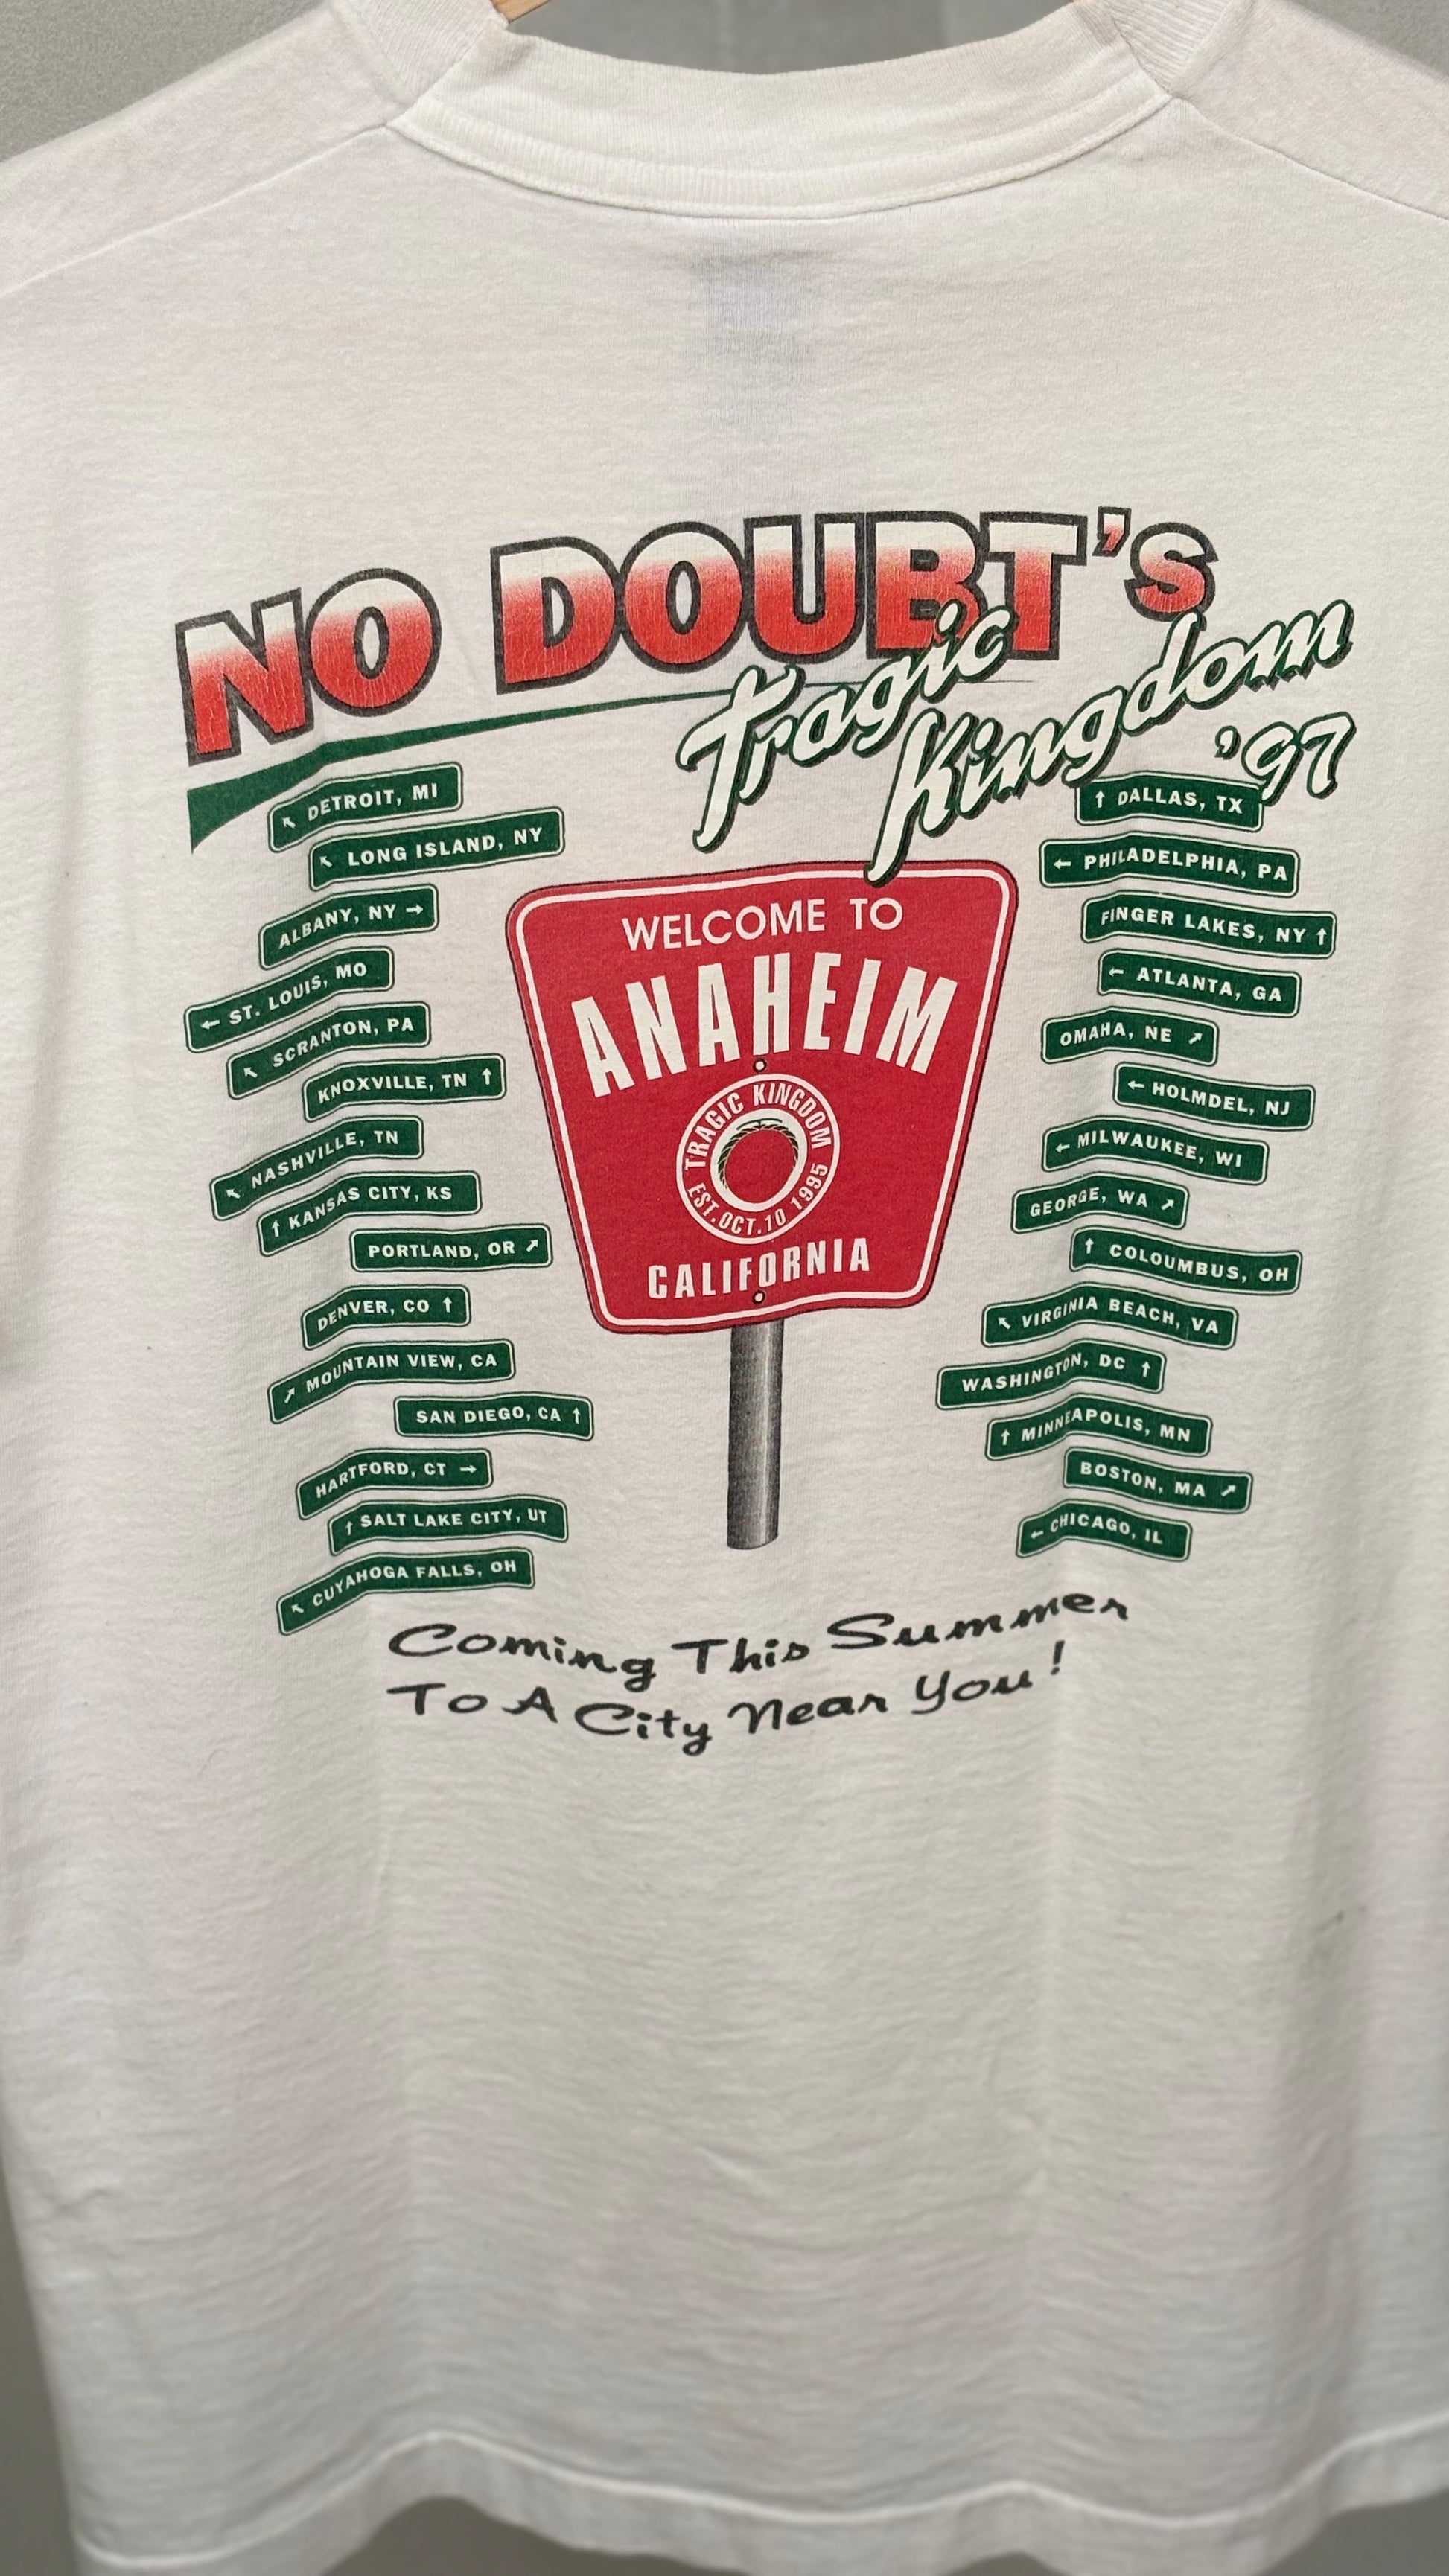 NO DOUBT's
Tragic
Kingdom
'97
↖ DETROIT, MI
↖ LONG ISLAND, NY
ALBANY, NY →
← ST. LOUIS, MO
↖ SCRANTON, PA
KNOXVILLE, TN ↑
↖ NASHVILLE, TN
↑ KANSAS CITY, KS
PORTLAND, OR ↗
DENVER, CO ↑
↗ MOUNTAIN VIEW, CA
SAN DIEGO, CA ↑
HARTFORD, CT →
↑ SALT LAKE CITY, UT
↖ CUYAHOGA FALLS, OH
WELCOME TO
ANAHEIM
TRAGIC KINGDOM
EST. OCT. 10 1995
CALIFORNIA
↑ DALLAS, TX
← PHILADELPHIA, PA
FINGER LAKES, NY ↑
← ATLANTA, GA
OMAHA, NE ↗
← HOLMDEL, NJ
← MILWAUKEE, WI
GEORGE, WA ↗
↑ COLOUMBUS, OH
↖ VIRGINIA BEACH, VA
WASHINGTON, DC ↑
↑ MINNEAPOLIS, MN
BOSTON, MA ↗
← CHICAGO, IL
Coming This Summer
To A City Near You!